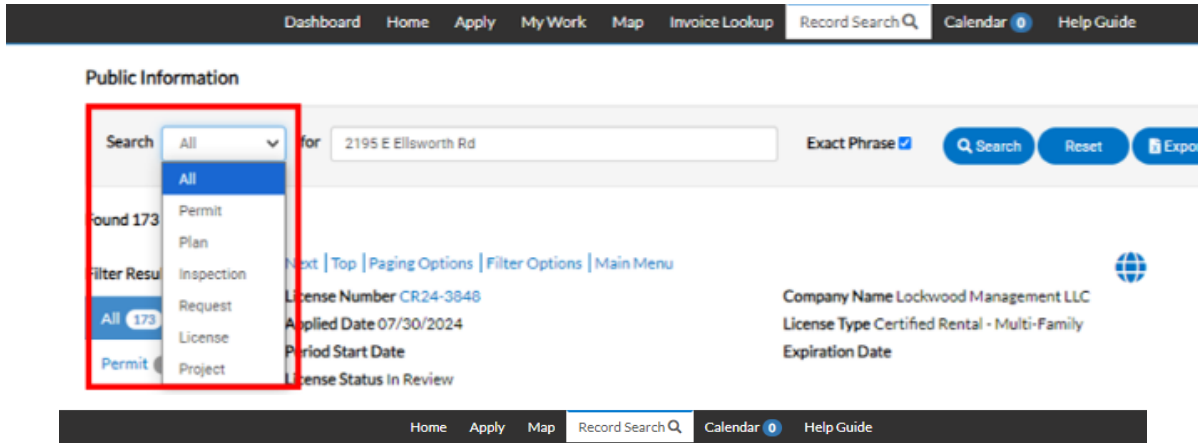 Dashboard Home Apply My Work Map Invoice Lookup Record Search Calendar 0 Help Guide
Public Information
Search All for 2195 E Ellsworth Rd Exact Phrase Search Reset
All
Permit
Plan
Inspection
Request
License
Project
Found 173
Next | Top | Paging Options | Filter Options | Main Menu
Filter
All 173
Permit
License Number CR24-3848
Company Name Lockwood Management LLC
Applied Date 07/30/2024
License Type Certified Rental - Multi-Family
Period Start Date
Expiration Date
License Status In Review
Home Apply Map Record Search Calendar 0 Help Guide